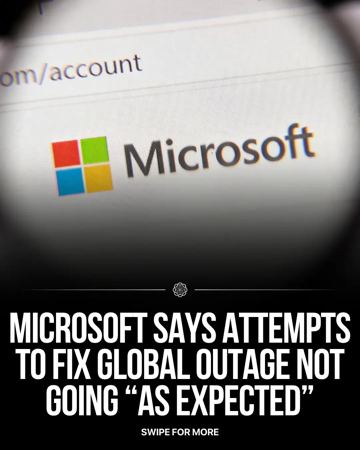 om/account
Microsoft
MICROSOFT SAYS ATTEMPTS
TO FIX GLOBAL OUTAGE NOT
GOING “AS EXPECTED”
SWIPE FOR MORE